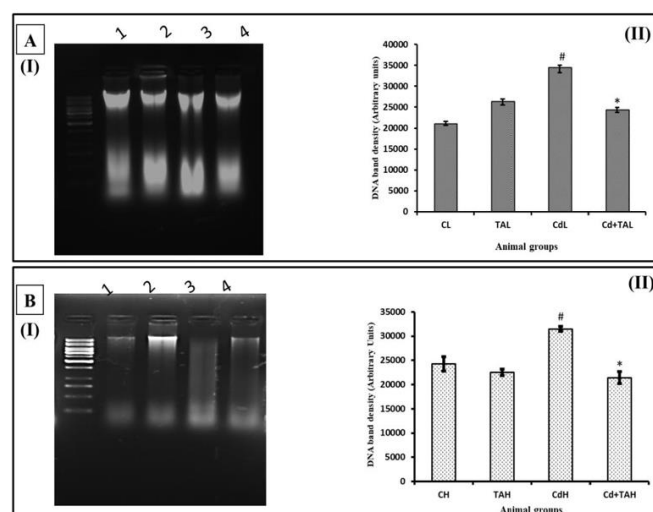 A
(I)
1 2 3 4
(II)
40000
35000
30000
25000
20000
15000
10000
5000
0
DNA band density (Arbitrary units)
#
*
CL TAL CdL Cd+TAL
Animal groups
B
(I)
1 2 3 4
(II)
35000
30000
25000
20000
15000
10000
5000
0
DNA band density (Arbitrary Units)
#
*
CH TAH CdH Cd+TAH
Animal groups